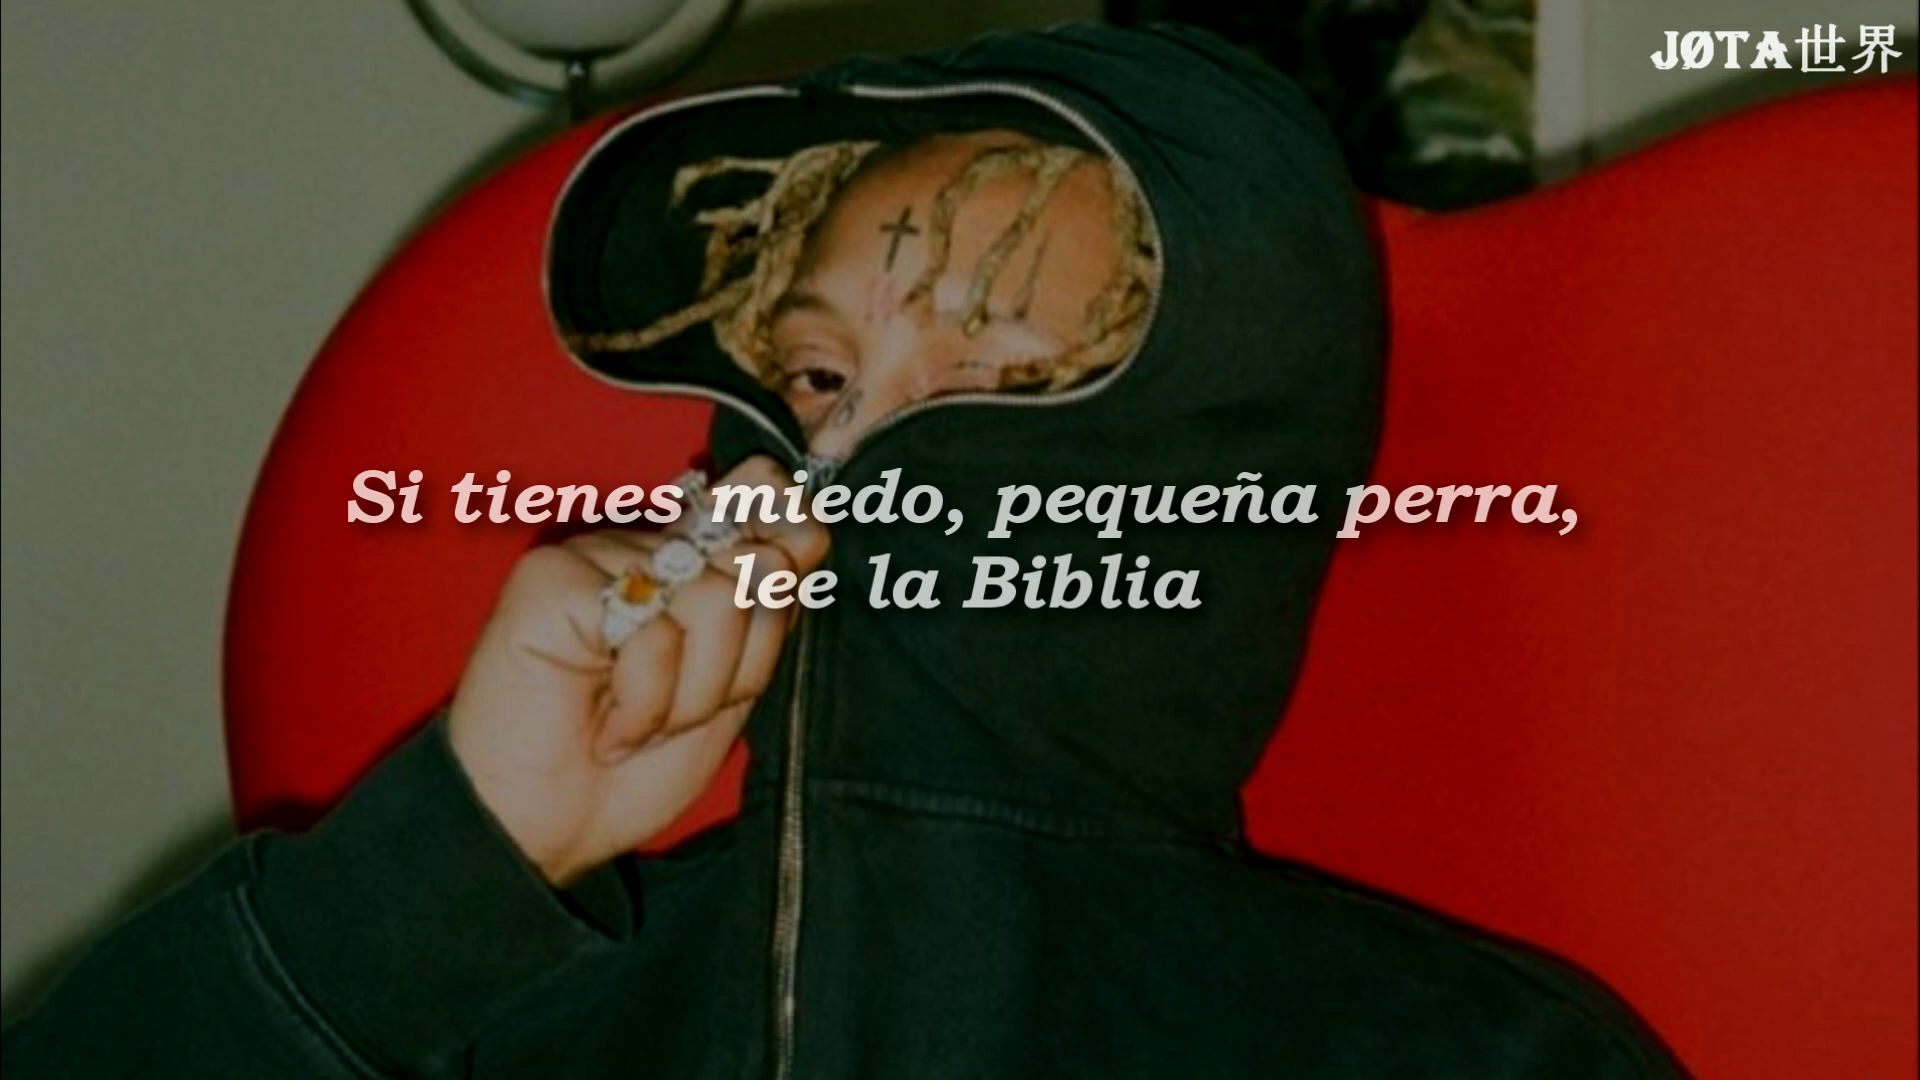 JØTA世界
Si tienes miedo, pequeña perra,
lee la Biblia